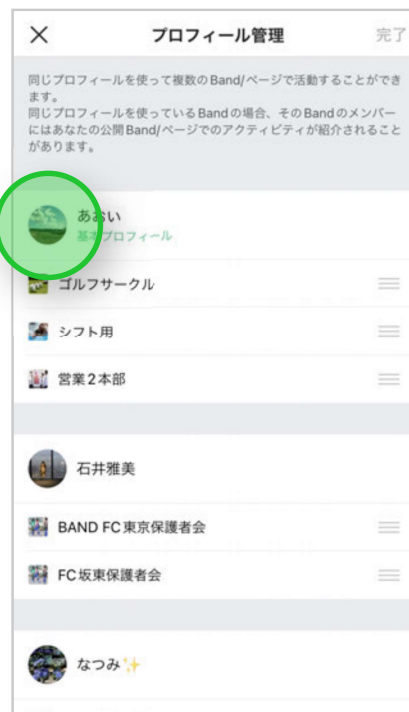 プロフィール管理
完了
同じプロフィールを使って複数のBand/ページで活動することができ
ます。
同じプロフィールを使っているBandの場合、そのBandのメンバー
にはあなたの公開Band/ページでのアクティビティが紹介されること
があります。
あおい
基本プロフィール
ゴルフサークル
シフト用
営業2本部
石井雅美
BAND FC東京保護者会
FC坂東保護者会
なつみ✨